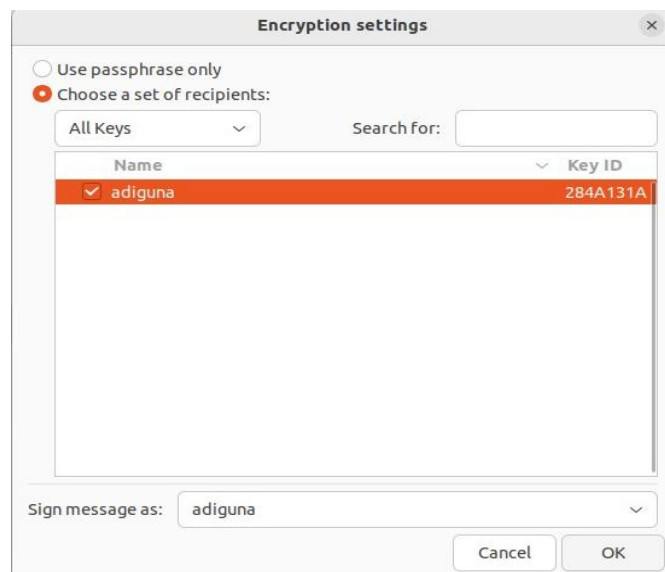 Encryption settings
Use passphrase only
Choose a set of recipients:
All Keys Search for:
Name Key ID
adiguna 284A131A
Sign message as: adiguna
Cancel OK